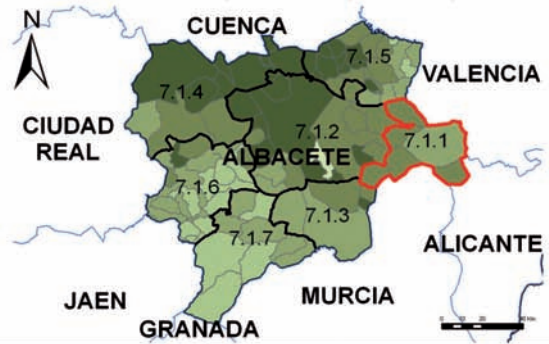 N
CUENCA
7.1.5
VALENCIA
7.1.4
CIUDAD
REAL
7.1.2
7.1.1
ALBACETE
7.1.6
7.1.3
7.1.7
ALICANTE
JAEN
MURCIA
GRANADA